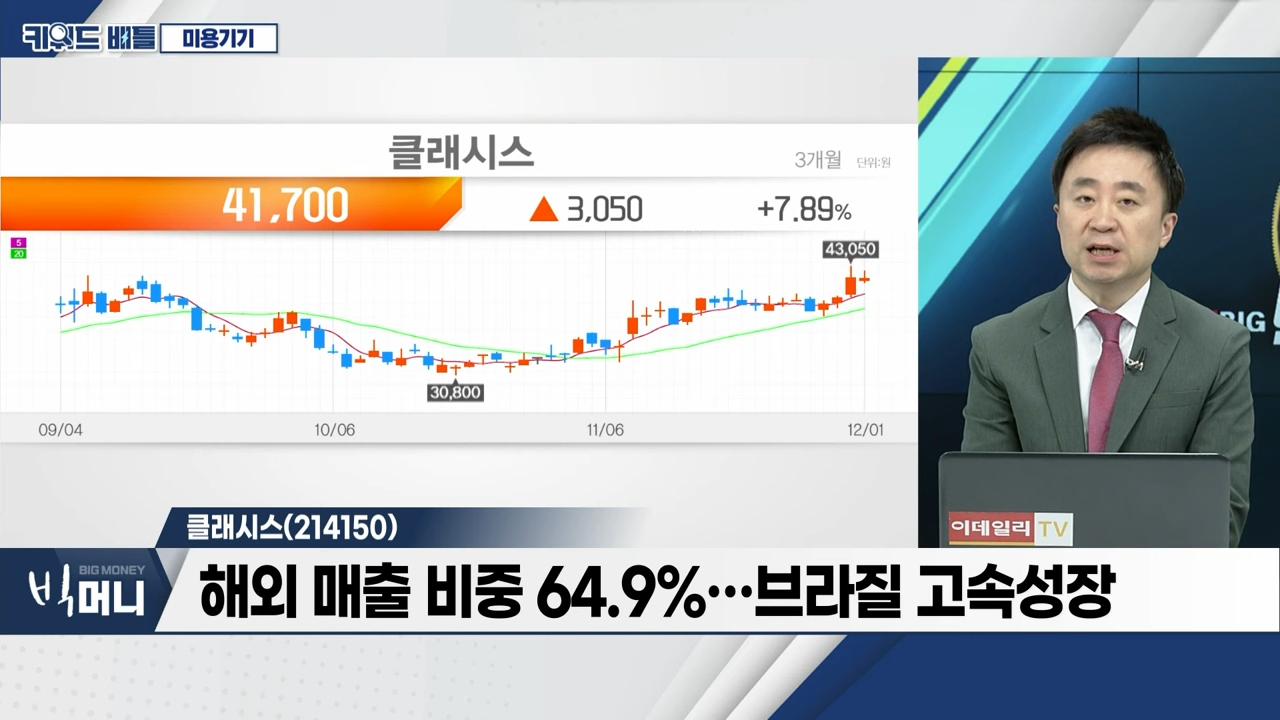 키워드 배틀 미용기기
클래시스
3개월 단위:원
41,700 ▲ 3,050 +7.89%
5
20
43,050
30,800
09/04 10/06 11/06 12/01
BIG
이데일리 TV
클래시스(214150)
BIG MONEY
빅머니
해외 매출 비중 64.9%···브라질 고속성장